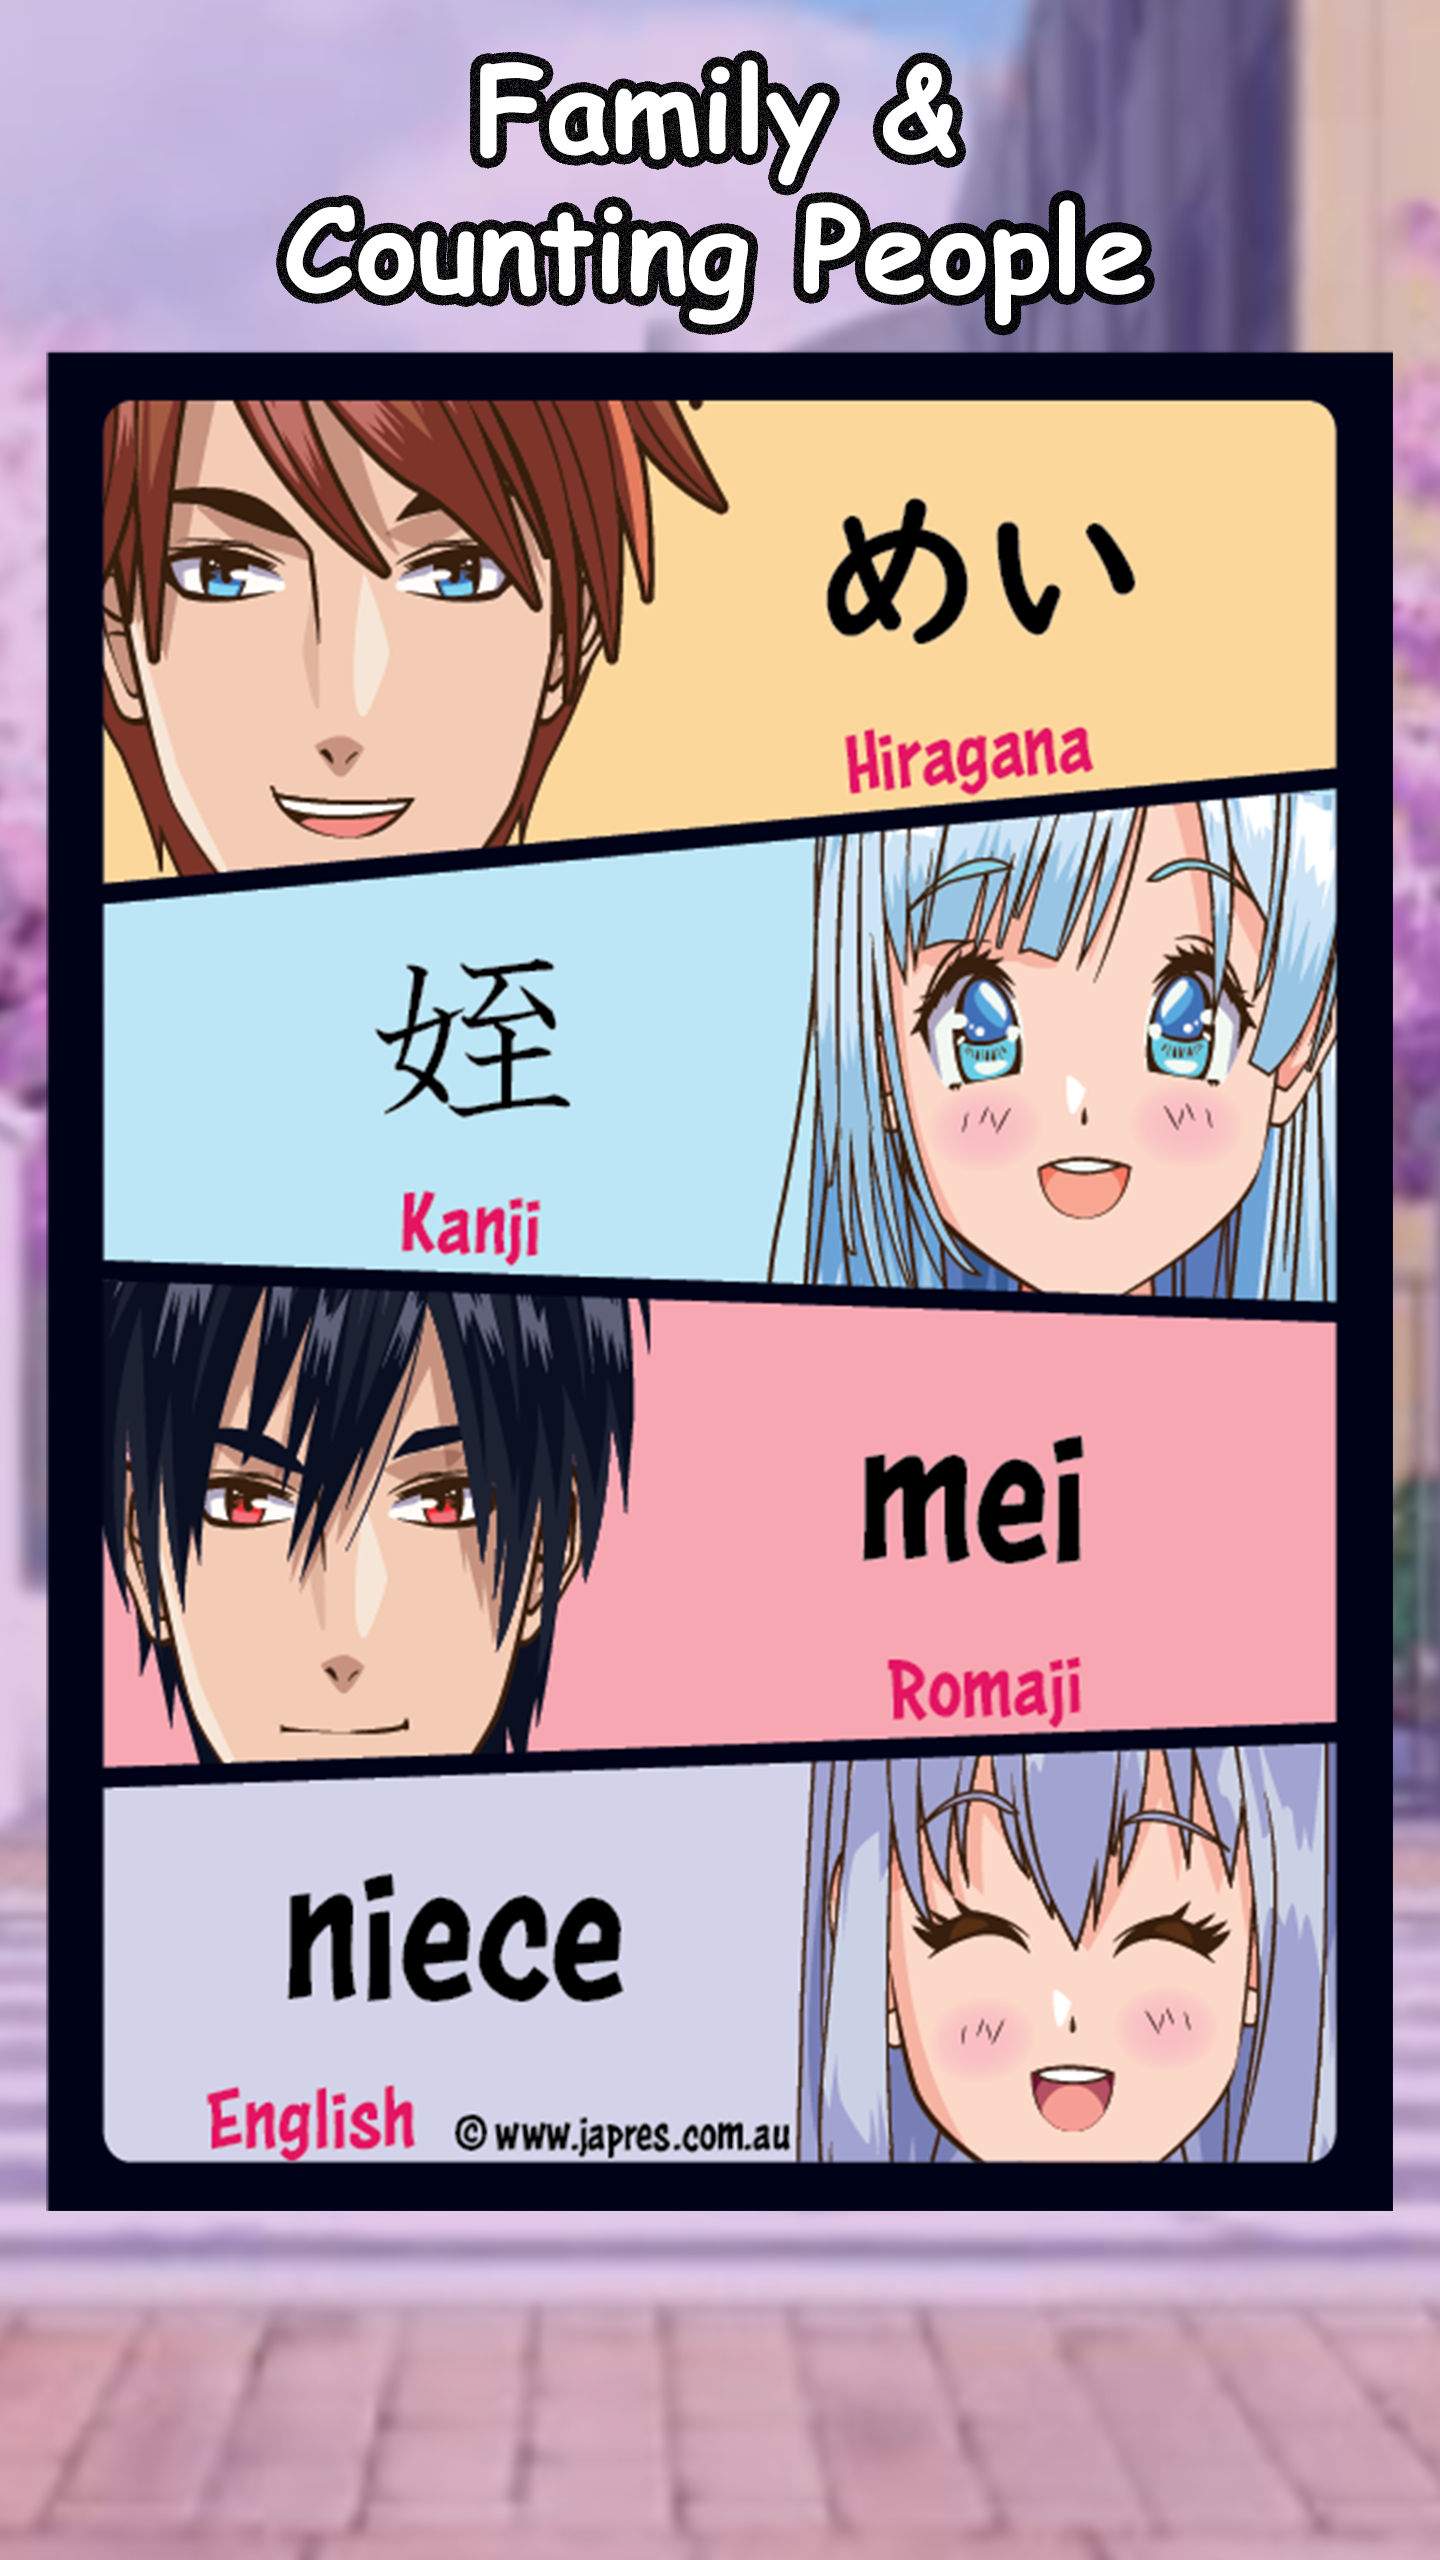 Family &
Counting People
めい
Hiragana
姪
Kanji
mei
Romaji
niece
English
© www.japres.com.au